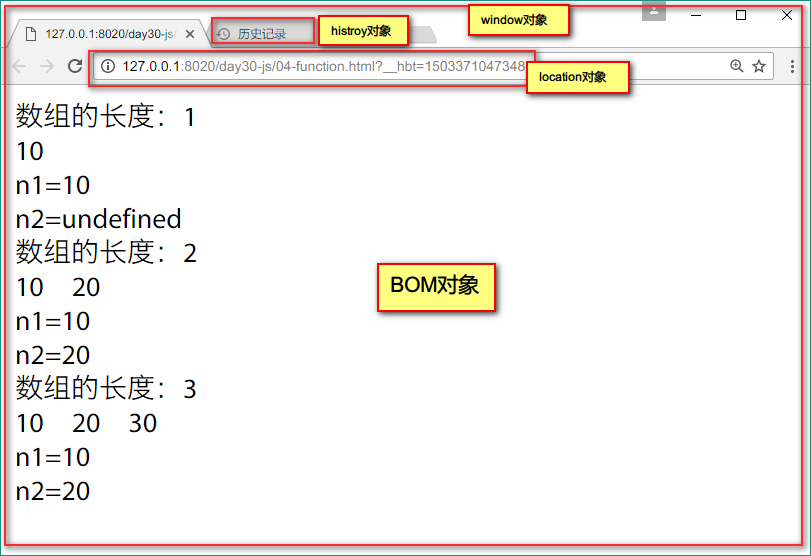 window对象
127.0.0.1:8020/day30-js/
历史记录
histroy对象
127.0.0.1:8020/day30-js/04-function.html?__hbt=1503371047348
location对象
数组的长度：1
10
n1=10
n2=undefined
数组的长度：2
10 20
n1=10
n2=20
数组的长度：3
10 20 30
n1=10
n2=20
BOM对象